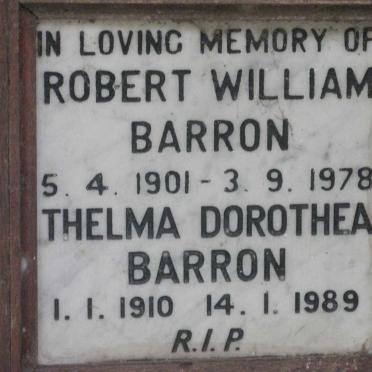 IN LOVING MEMORY OF
ROBERT WILLIAM
BARRON
5. 4. 1901 - 3. 9. 1978
THELMA DOROTHEA
BARRON
1. 1. 1910 14. 1. 1989
R.I.P.